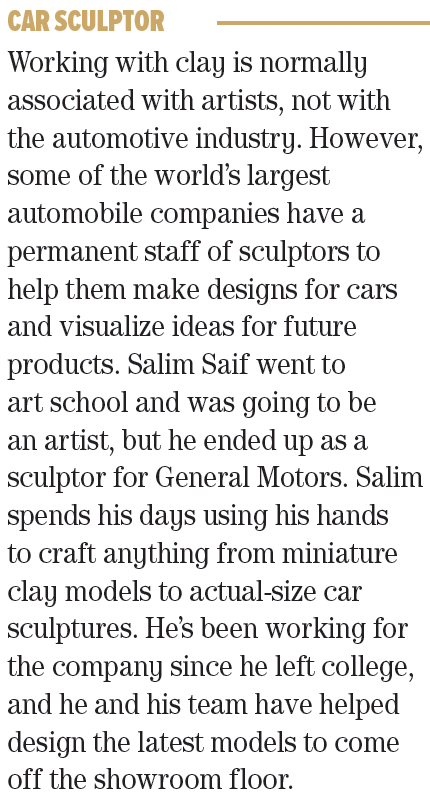 CAR SCULPTOR
Working with clay is normally
associated with artists, not with
the automotive industry. However,
some of the world’s largest
automobile companies have a
permanent staff of sculptors to
help them make designs for cars
and visualize ideas for future
products. Salim Saif went to
art school and was going to be
an artist, but he ended up as a
sculptor for General Motors. Salim
spends his days using his hands
to craft anything from miniature
clay models to actual-size car
sculptures. He’s been working for
the company since he left college,
and he and his team have helped
design the latest models to come
off the showroom floor.